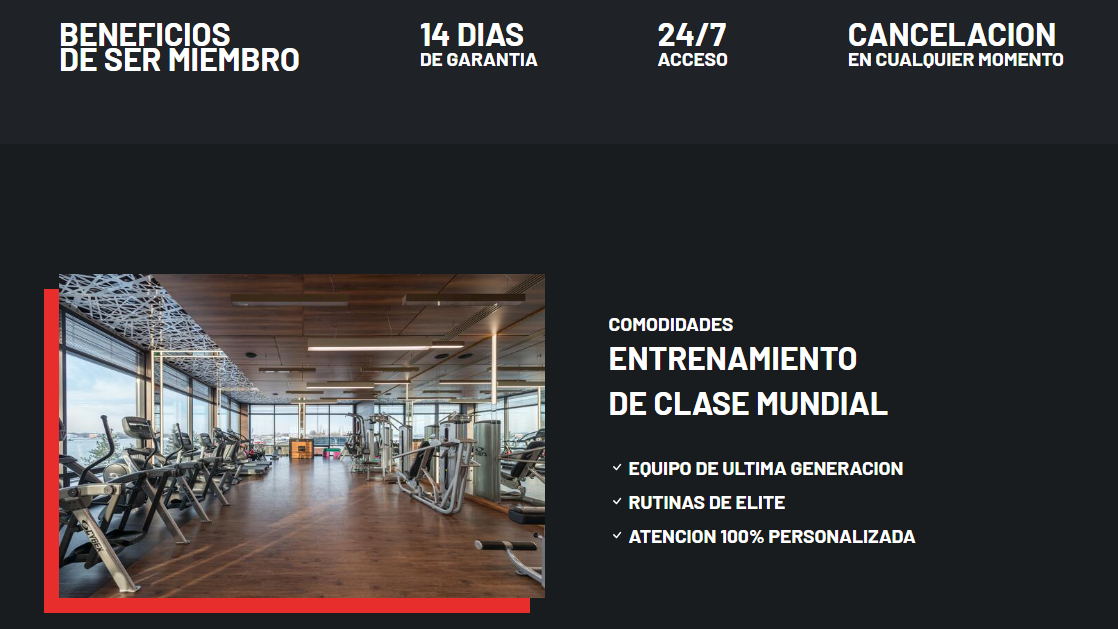 BENEFICIOS
DE SER MIEMBRO
14 DIAS
DE GARANTIA
24/7
ACCESO
CANCELACION
EN CUALQUIER MOMENTO
COMODIDADES
ENTRENAMIENTO
DE CLASE MUNDIAL
EQUIPO DE ULTIMA GENERACION
RUTINAS DE ELITE
ATENCION 100% PERSONALIZADA